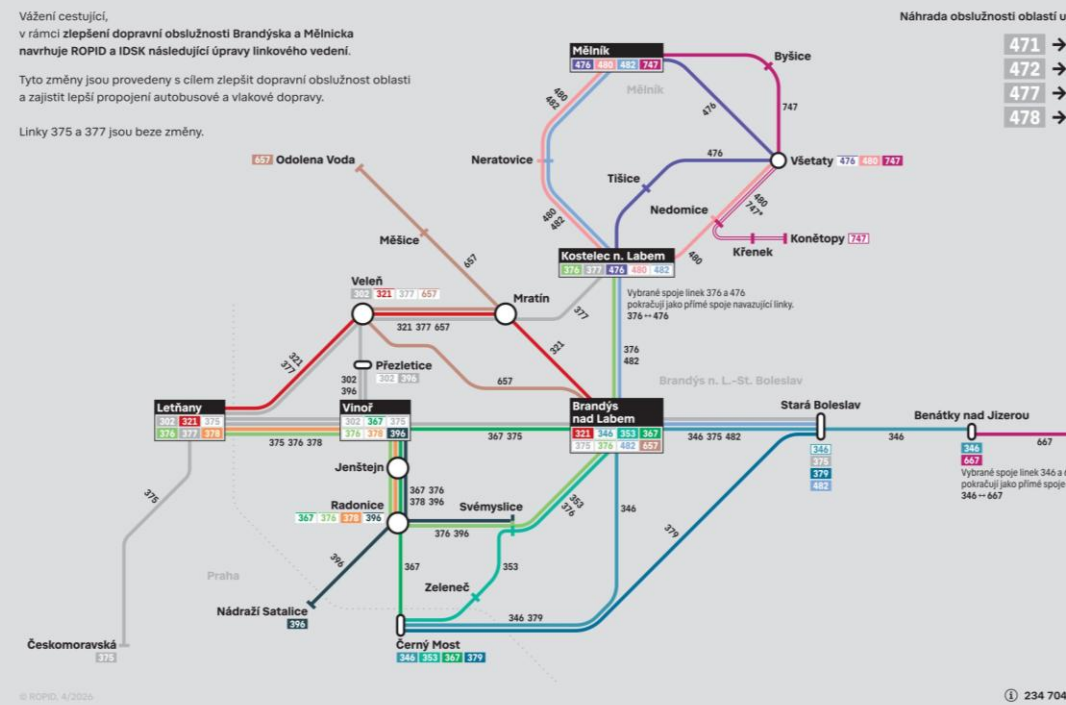 Vážení cestující,
v rámci zlepšení dopravní obslužnosti Brandýska a Mělnicka
navrhuje ROPID a IDSK následující úpravy linkového vedení.
Tyto změny jsou provedeny s cílem zlepšit dopravní obslužnost oblasti
a zajistit lepší propojení autobusové a vlakové dopravy.
Linky 375 a 377 jsou beze změny.
Náhrada obslužnosti oblastí u
471 →
472 →
477 →
478 →
Mělník
476 480 482 747
Mělník
Byšice
480
482
476
747
657 Odolena Voda
Neratovice
476
Všetaty 476 480 747
Tišice
480
747*
Nedomice
480
482
Měšice
657
Konětopy 747
Křenek
480
Kostelec n. Labem
376 377 476 480 482
Veleň
302 321 377 657
Mratín
Vybrané spoje linek 376 a 476
pokračují jako přímé spoje navazující linky.
376 ↔ 476
377
321 377 657
321
377
321
376
482
Přezletice
302 396
302
396
657
Brandýs n. L.-St. Boleslav
Letňany
302 321 375
376 377 378
Vinoř
302 367 375
376 378 396
Brandýs
nad Labem
321 346 353 367
375 376 482 657
Stará Boleslav
346
375
379
482
Benátky nad Jizerou
346
667
375 376 378
367 375
346 375 482
346
667
Vybrané spoje linek 346 a 6
pokračují jako přímé spoje
346 ↔ 667
Jenštejn
367 376
378 396
375
Radonice
367 376 378 396
Svémyslice
376 396
353
376
346
379
396
367
353
Praha
Zeleneč
Nádraží Satalice
396
346 379
Českomoravská
375
Černý Most
346 353 367 379
© ROPID, 4/2026
ⓘ 234 704